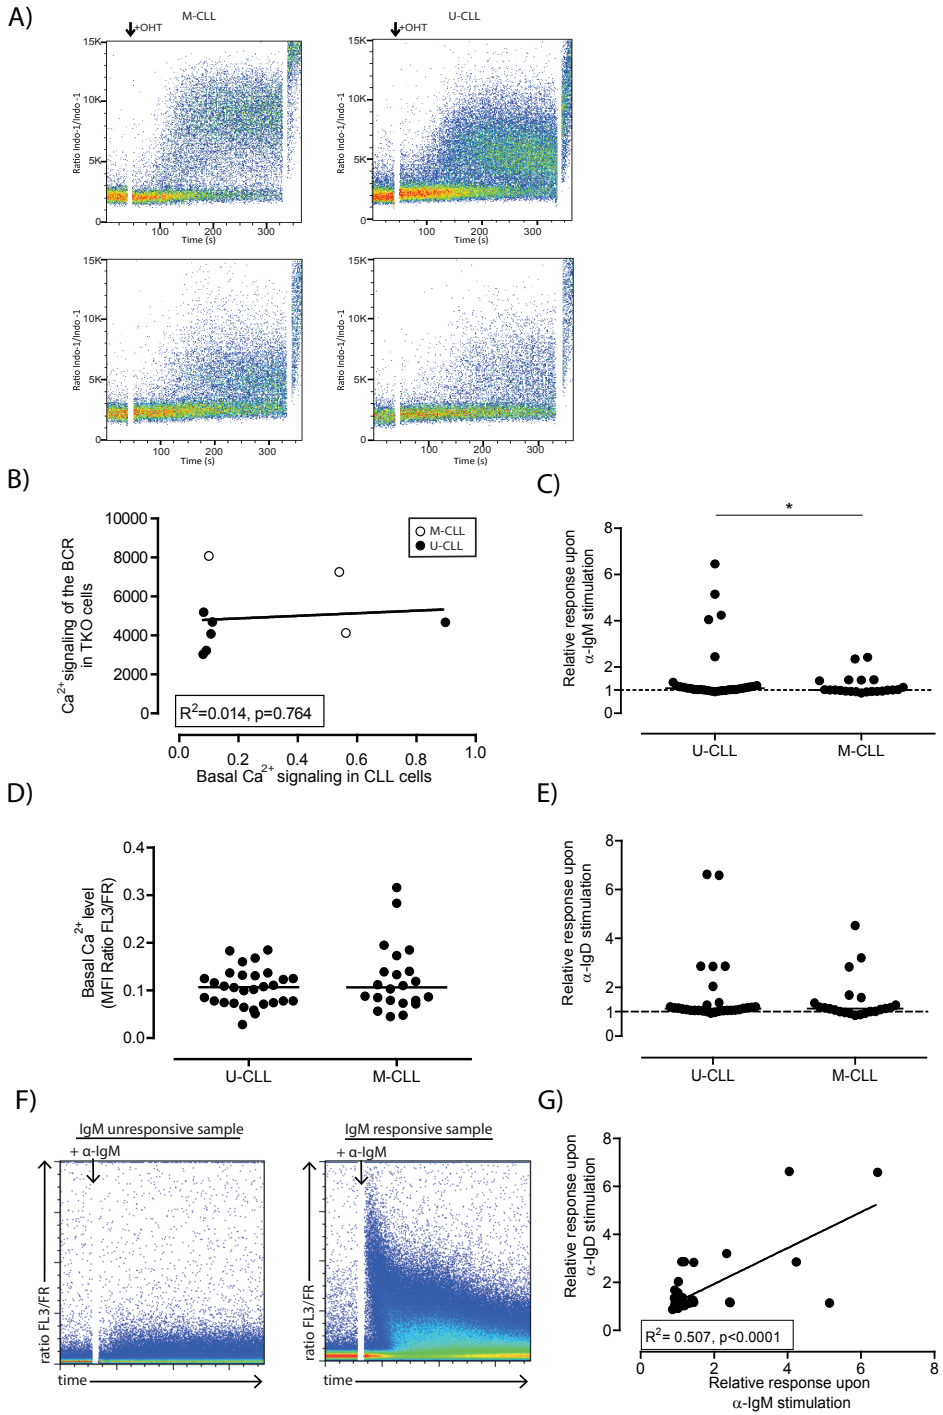 A)
M-CLL
U-CLL
+OHT
+OHT
15K
10K
5K
0
Ratio Indo-1/Indo -1
100 200 300
Time (s)
15K
10K
5K
0
Ratio Indo-1/Indo -1
100 200 300
Time (s)
15K
10K
5K
0
Ratio Indo-1/Indo -1
100 200 300
Time (s)
15K
10K
5K
0
Ratio Indo-1/Indo -1
100 200 300
Time (s)
B)
Ca2+ signaling of the BCR
in TKO cells
10000
8000
6000
4000
2000
0
M-CLL
U-CLL
R2=0.014, p=0.764
0.0 0.2 0.4 0.6 0.8 1.0
Basal Ca2+ signaling in CLL cells
C)
*
Relative response upon
α-IgM stimulation
8
6
4
2
1
0
U-CLL M-CLL
D)
Basal Ca2+ level
(MFI Ratio FL3/FR)
0.4
0.3
0.2
0.1
0.0
U-CLL M-CLL
E)
Relative response upon
α-IgD stimulation
8
6
4
2
1
0
U-CLL M-CLL
F)
IgM unresponsive sample
+ α-IgM
ratio FL3/FR
time
IgM responsive sample
+ α-IgM
ratio FL3/FR
time
G)
Relative response upon
α-IgD stimulation
8
6
4
2
0
R2= 0.507, p<0.0001
0 2 4 6 8
Relative response upon
α-IgM stimulation